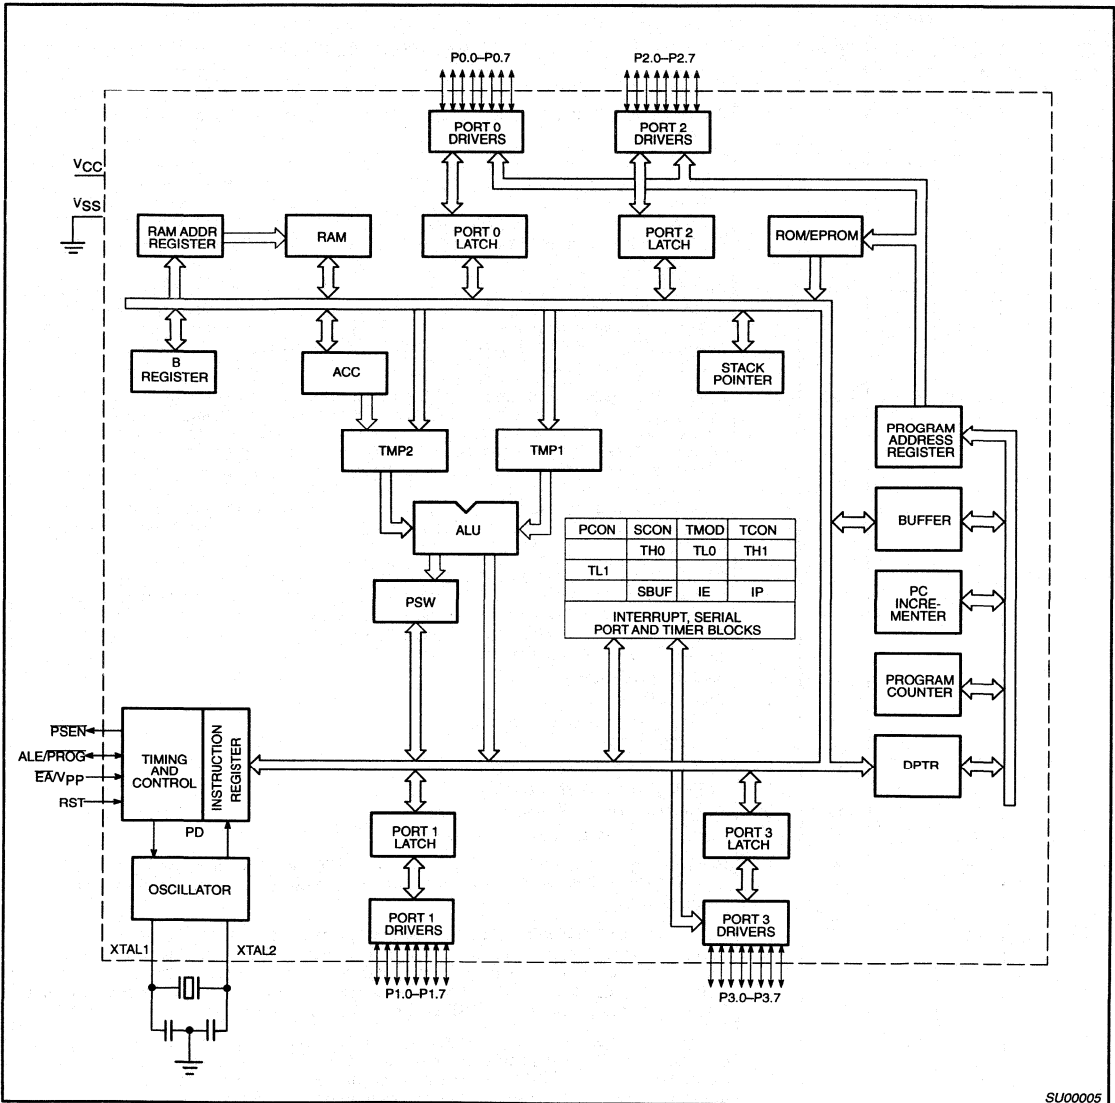 P0.0–P0.7 P2.0–P2.7
PORT 0
DRIVERS
PORT 2
DRIVERS
VCC
VSS
RAM ADDR
REGISTER
RAM
PORT 0
LATCH
PORT 2
LATCH
ROM/EPROM
B
REGISTER
ACC
STACK
POINTER
PROGRAM
ADDRESS
REGISTER
TMP2
TMP1
ALU
BUFFER
PCON SCON TMOD TCON
TH0 TL0 TH1
TL1
SBUF IE IP
INTERRUPT, SERIAL
PORT AND TIMER BLOCKS
PSW
PC
INCRE-
MENTER
PROGRAM
COUNTER
DPTR
PSEN
ALE/PROG
EA/VPP
RST
TIMING
AND
CONTROL
INSTRUCTION
REGISTER
PD
OSCILLATOR
PORT 1
LATCH
PORT 3
LATCH
PORT 1
DRIVERS
PORT 3
DRIVERS
XTAL1 XTAL2
P1.0–P1.7
P3.0–P3.7
SU00005